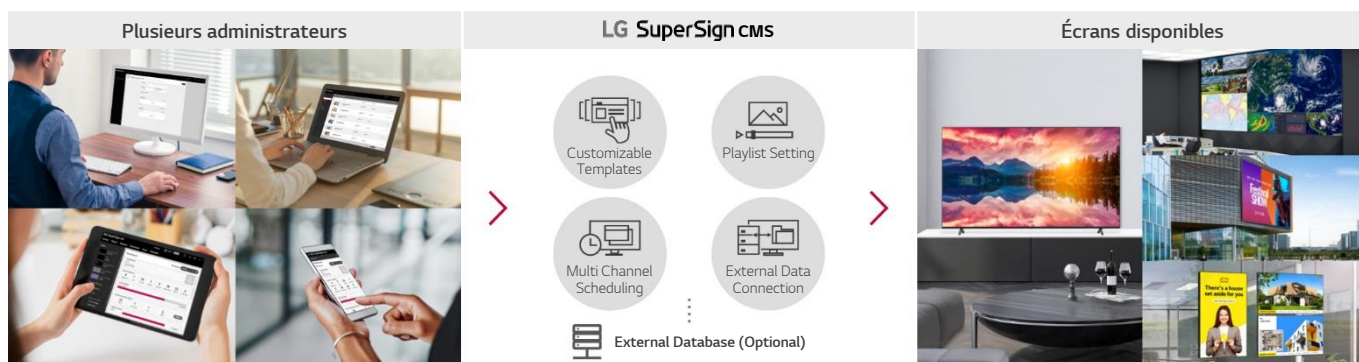 Plusieurs administrateurs
LG SuperSign CMS
Écrans disponibles
Customizable
Templates
Playlist Setting
Multi Channel
Scheduling
External Data
Connection
External Database (Optional)
Festival
SHOW
There's a house
set aside for you